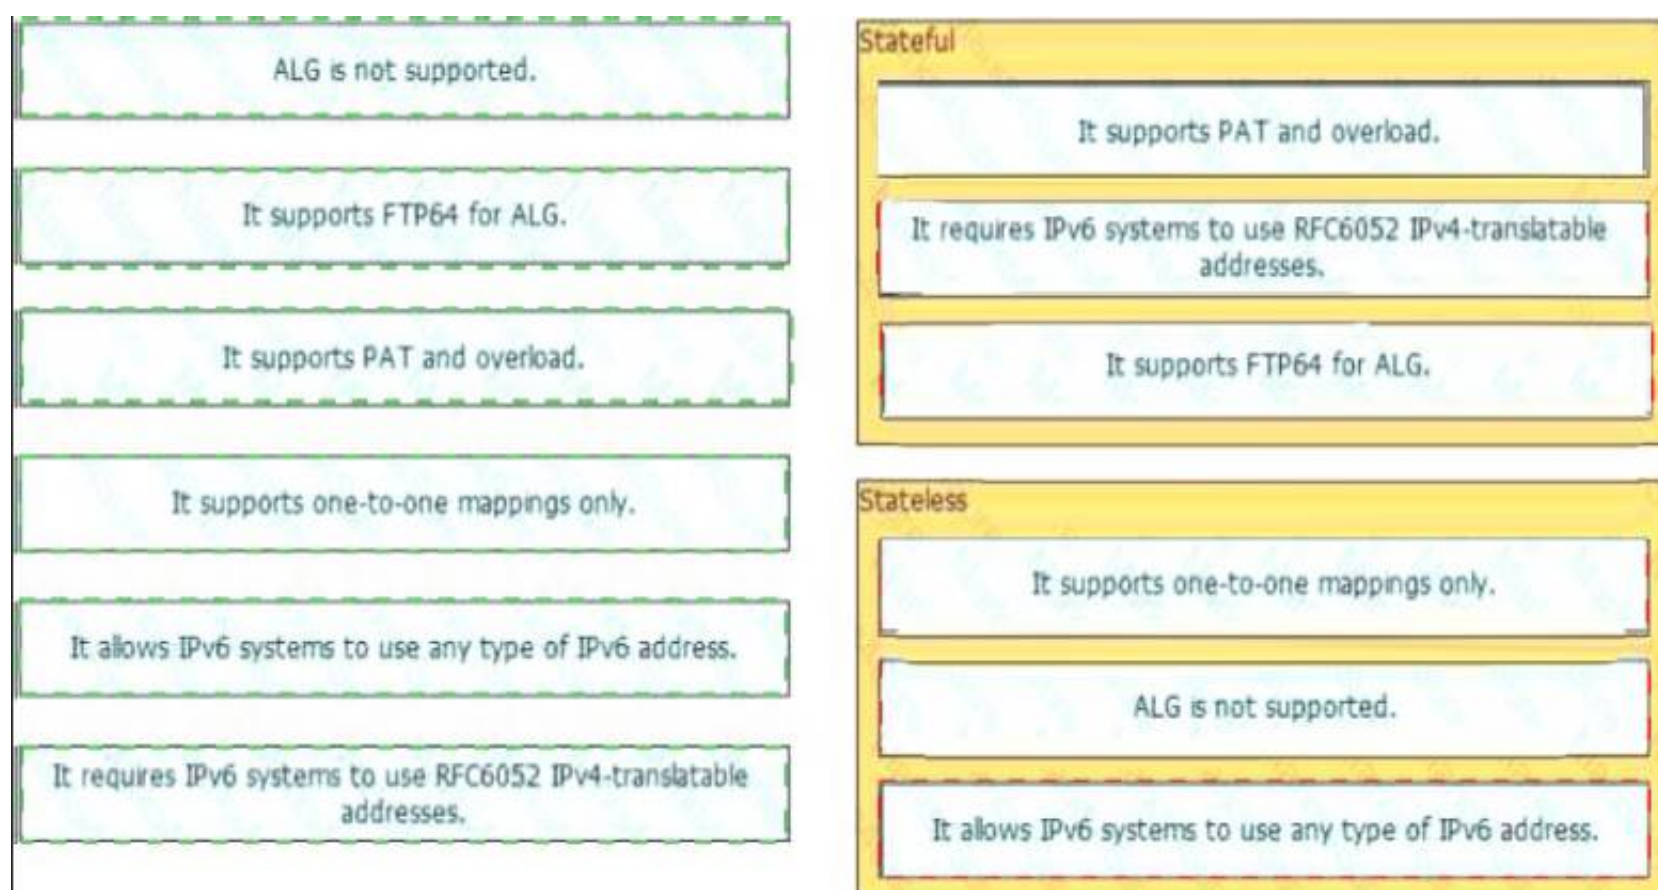 ALG is not supported.
It supports FTP64 for ALG.
It supports PAT and overload.
It supports one-to-one mappings only.
It allows IPv6 systems to use any type of IPv6 address.
It requires IPv6 systems to use RFC6052 IPv4-translatable
addresses.
Stateful
It supports PAT and overload.
It requires IPv6 systems to use RFC6052 IPv4-translatable
addresses.
It supports FTP64 for ALG.
Stateless
It supports one-to-one mappings only.
ALG is not supported.
It allows IPv6 systems to use any type of IPv6 address.